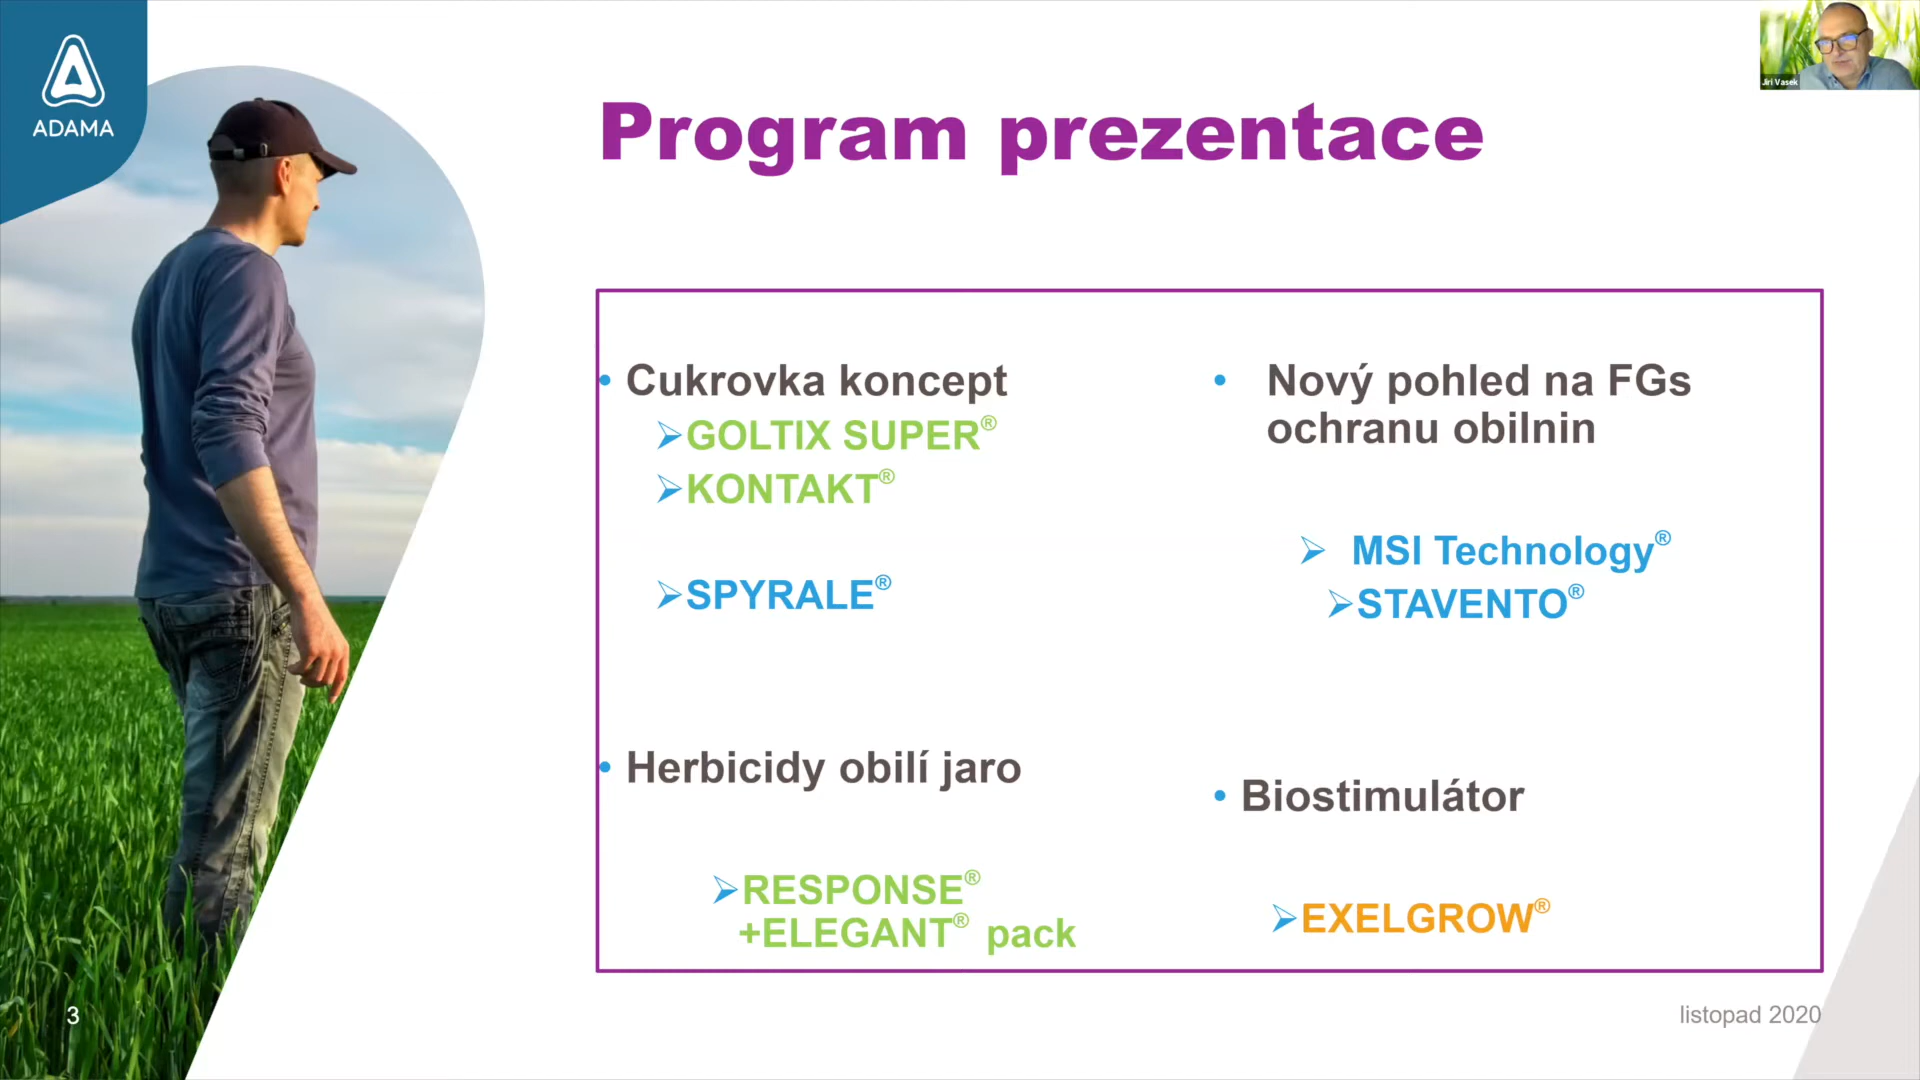 ADAMA
Jiri Vasek
Program prezentace
• Cukrovka koncept
➢GOLTIX SUPER®
➢KONTAKT®
➢SPYRALE®
• Herbicidy obilí jaro
➢RESPONSE®
+ELEGANT® pack
• Nový pohled na FGs
ochranu obilnin
➢ MSI Technology®
➢STAVENTO®
• Biostimulátor
➢EXELGROW®
3
listopad 2020